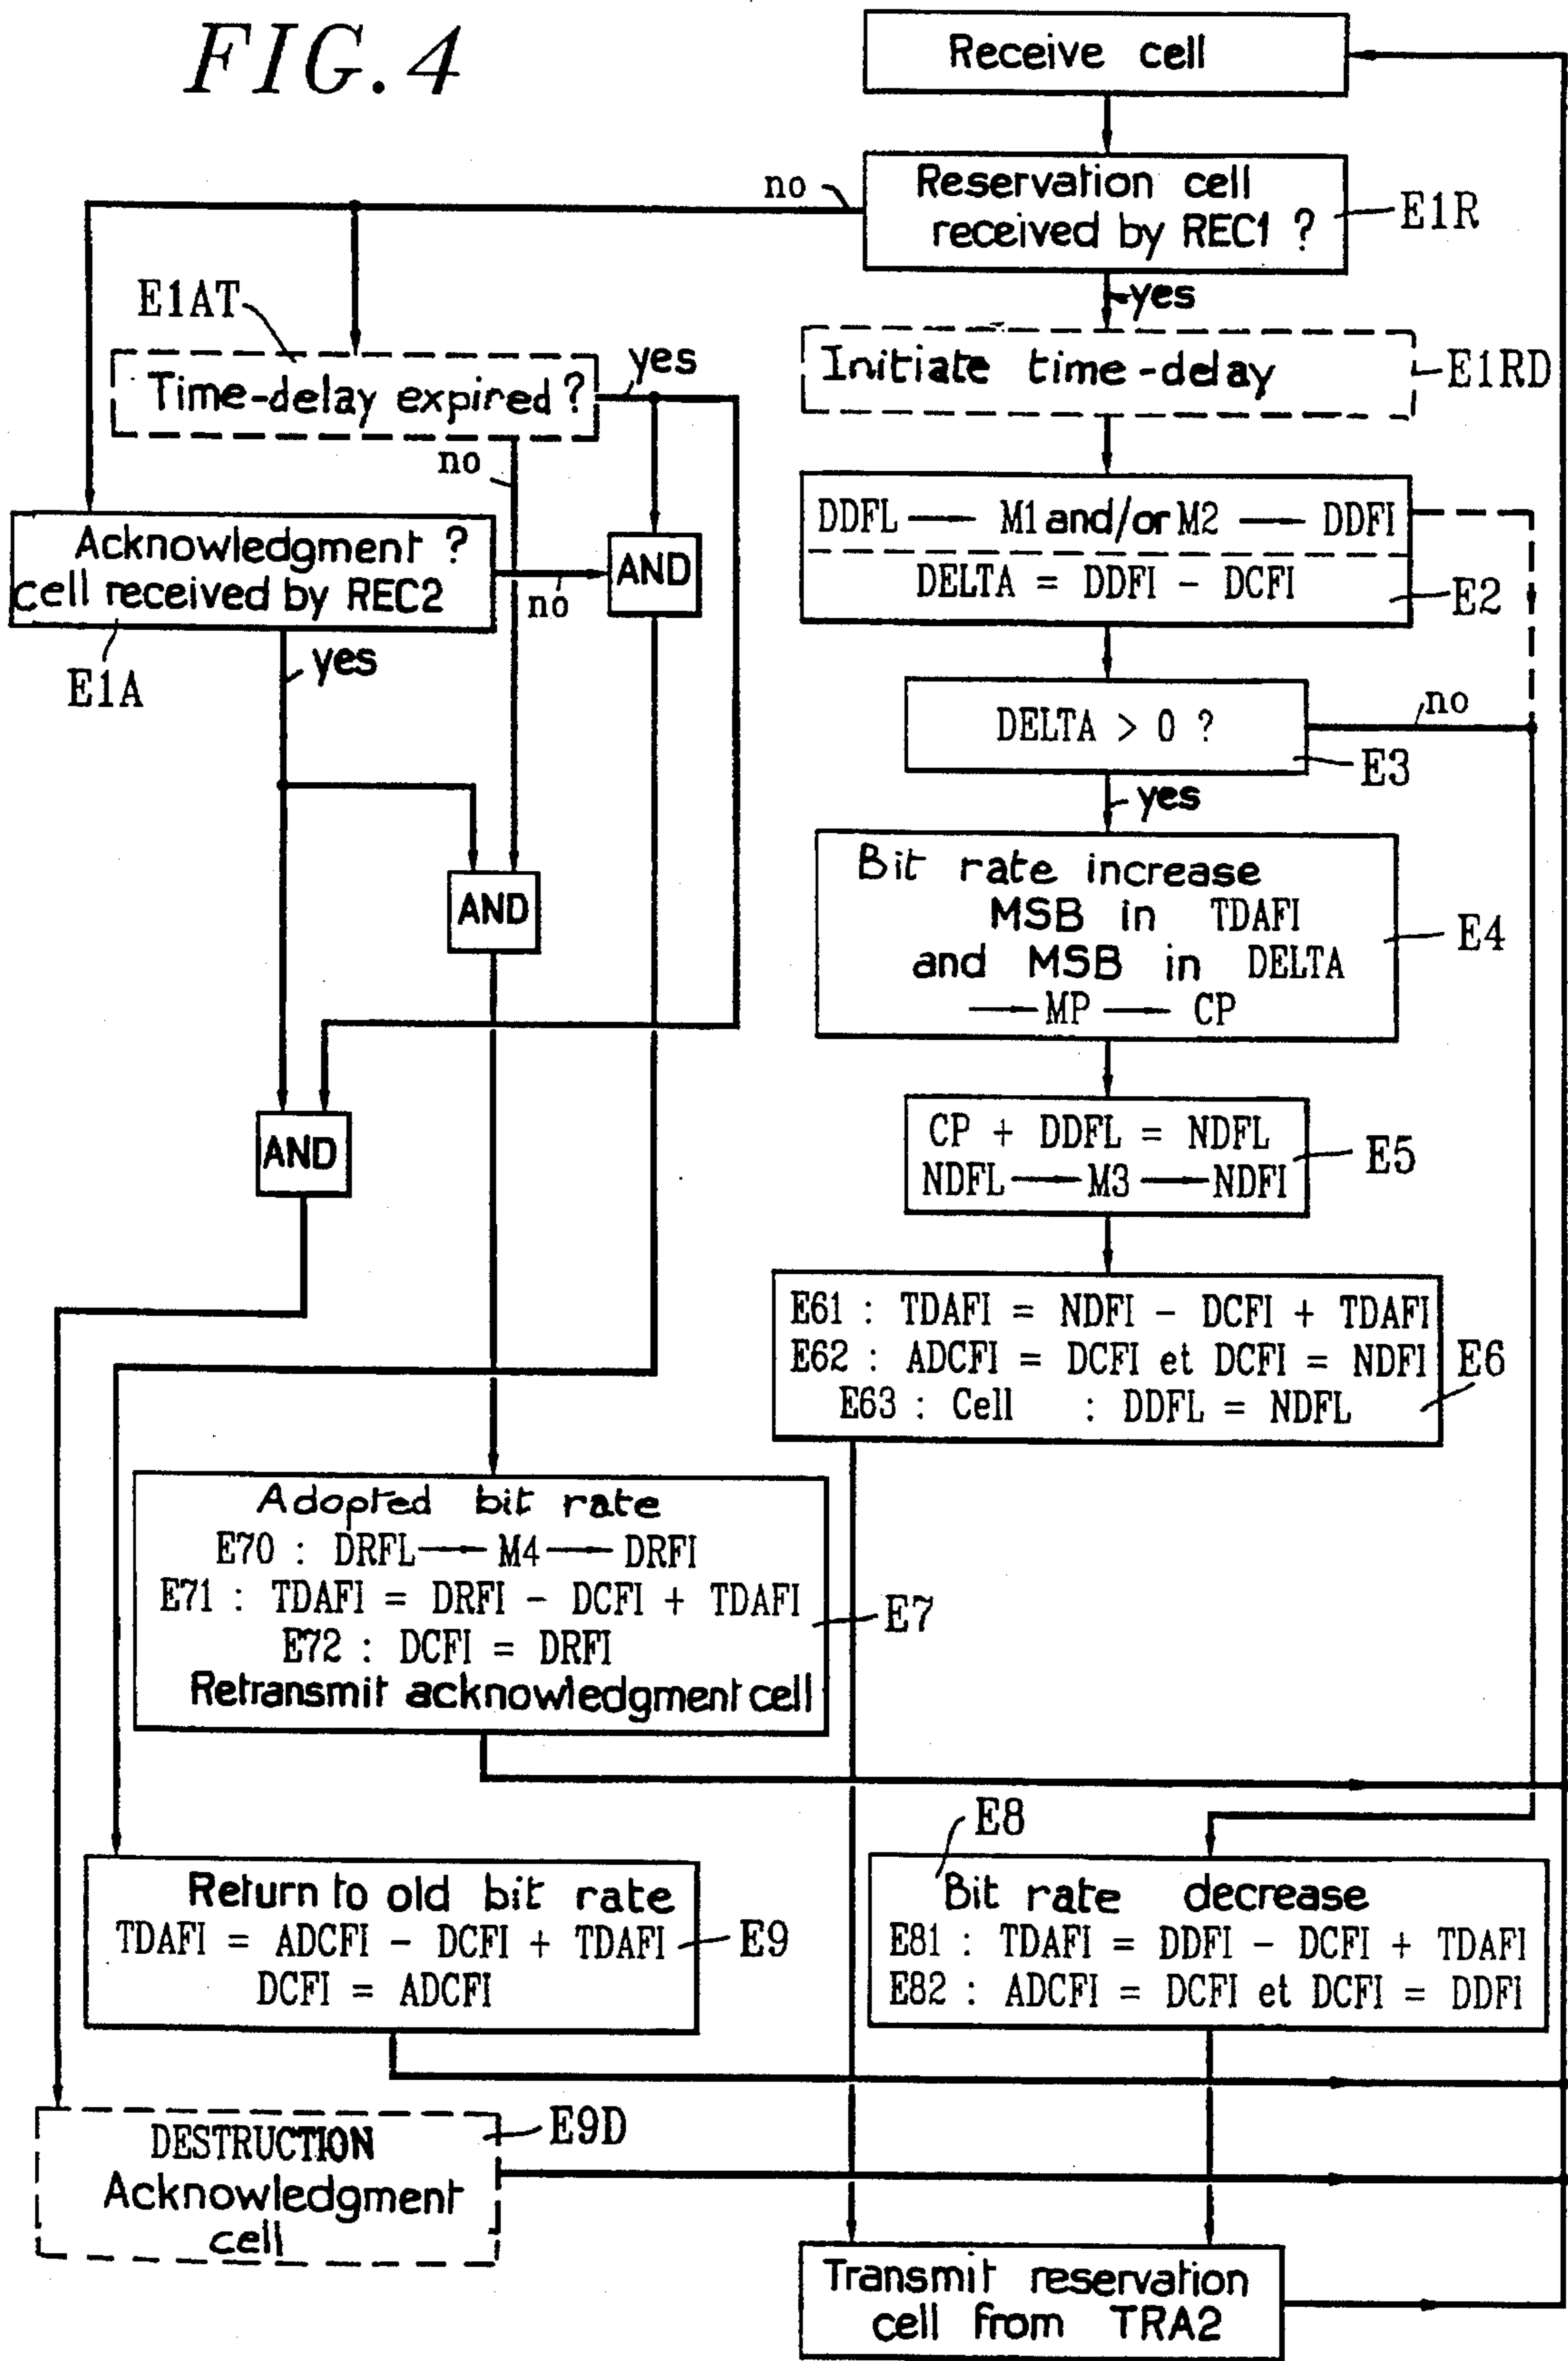 FIG. 4
Receive cell
Reservation cell
received by REC1 ?
E1R
no
yes
E1AT
Time-delay expired ?
yes
no
Initiate time-delay
E1RD
Acknowledgment ?
cell received by REC2
E1A
no
yes
AND
DDFL → M1 and/or M2 → DDFI
DELTA = DDFI - DCFI
E2
DELTA > 0 ?
E3
no
yes
AND
Bit rate increase
MSB in TDAFI
and MSB in DELTA
→ MP → CP
E4
AND
CP + DDFL = NDFL
NDFL → M3 → NDFI
E5
E61 : TDAFI = NDFI - DCFI + TDAFI
E62 : ADCFI = DCFI et DCFI = NDFI
E63 : Cell : DDFL = NDFL
E6
Adopted bit rate
E70 : DRFL → M4 → DRFI
E71 : TDAFI = DRFI - DCFI + TDAFI
E72 : DCFI = DRFI
Retransmit acknowledgment cell
E7
E8
Bit rate decrease
E81 : TDAFI = DDFI - DCFI + TDAFI
E82 : ADCFI = DCFI et DCFI = DDFI
Return to old bit rate
TDAFI = ADCFI - DCFI + TDAFI
DCFI = ADCFI
E9
DESTRUCTION
Acknowledgment
cell
E9D
Transmit reservation
cell from TRA2